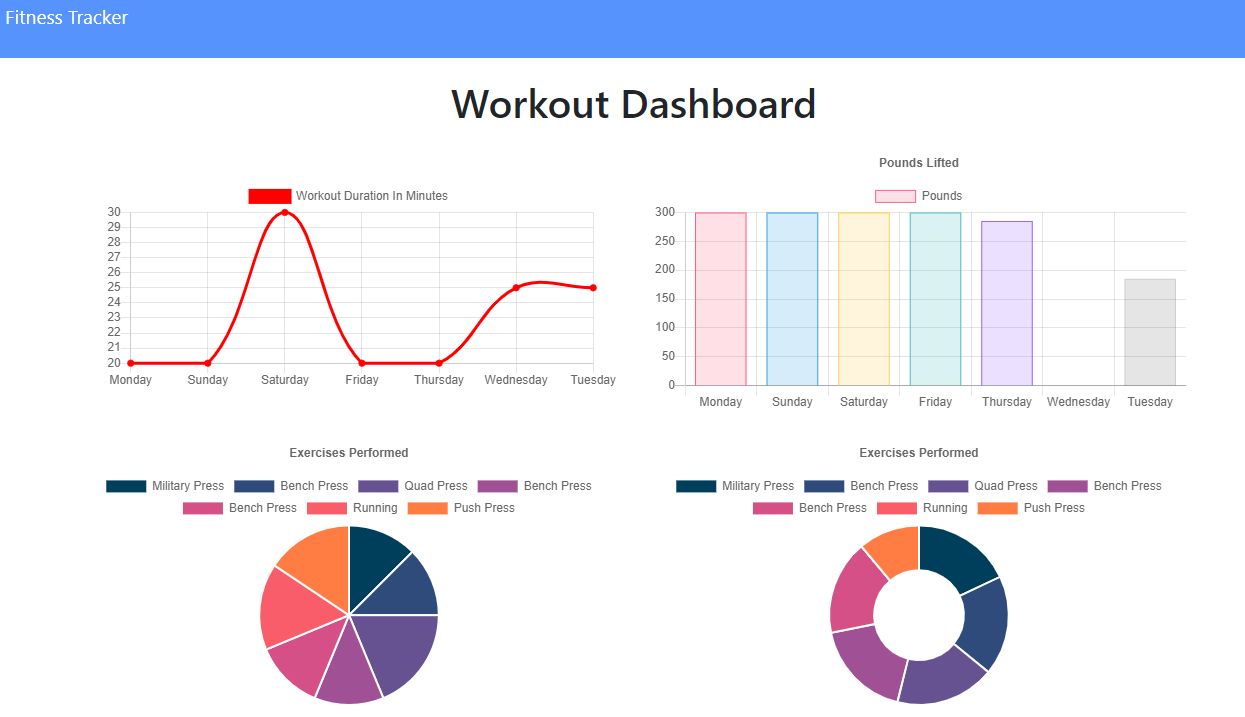 Fitness Tracker
Workout Dashboard
Workout Duration In Minutes
30
29
28
27
26
25
24
23
22
21
20
Monday Sunday Saturday Friday Thursday Wednesday Tuesday
Pounds Lifted
Pounds
300
250
200
150
100
50
0
Monday Sunday Saturday Friday Thursday Wednesday Tuesday
Exercises Performed
Military Press Bench Press Quad Press Bench Press
Bench Press Running Push Press
Exercises Performed
Military Press Bench Press Quad Press Bench Press
Bench Press Running Push Press